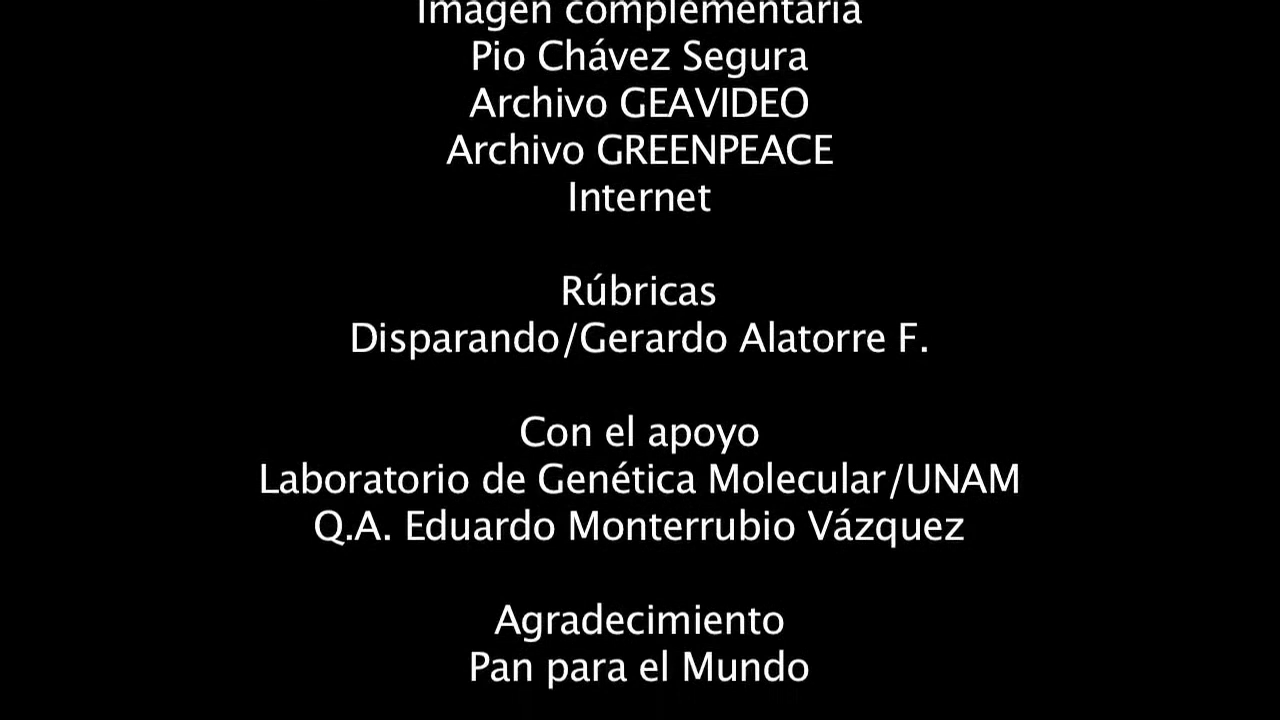 Imagen complementaria
Pio Chávez Segura
Archivo GEAVIDEO
Archivo GREENPEACE
Internet
Rúbricas
Disparando/Gerardo Alatorre F.
Con el apoyo
Laboratorio de Genética Molecular/UNAM
Q.A. Eduardo Monterrubio Vázquez
Agradecimiento
Pan para el Mundo